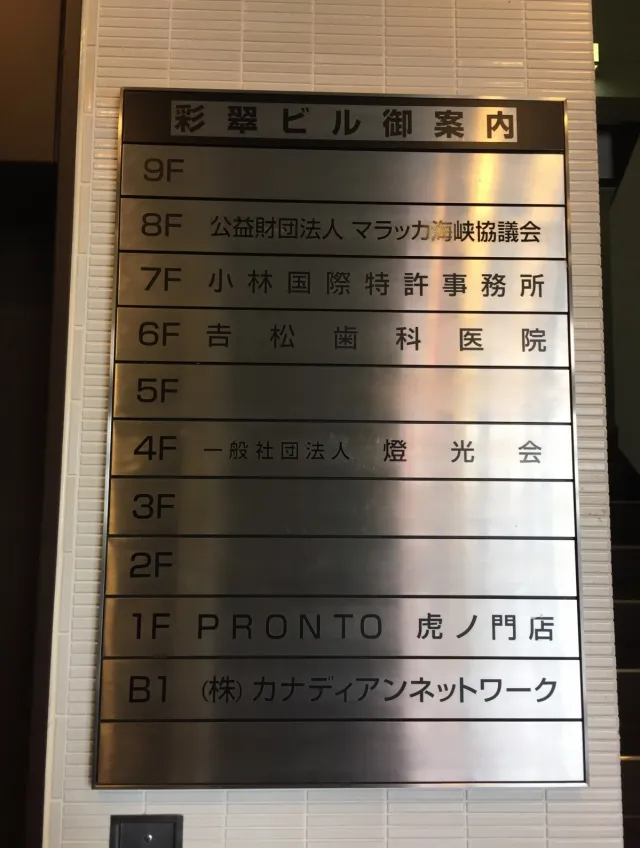 彩翠ビル御案内
9F
8F 公益財団法人 マラッカ海峡協議会
7F 小林国際特許事務所
6F 𠮷松歯科医院
5F
4F 一般社団法人 燈光会
3F
2F
1F PRONTO 虎ノ門店
B1 (株)カナディアンネットワーク